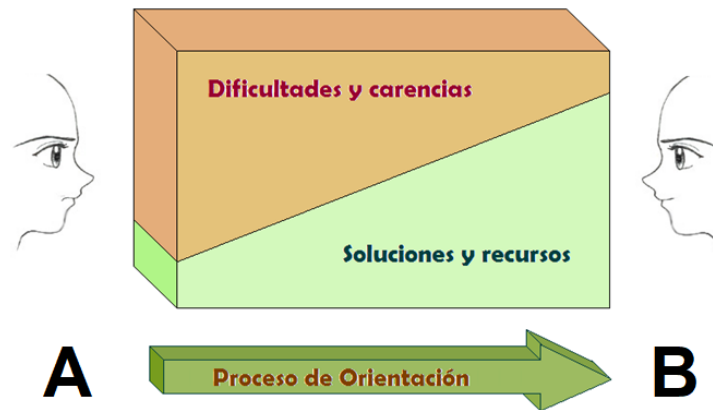 Dificultades y carencias
Soluciones y recursos
A
Proceso de Orientación
B